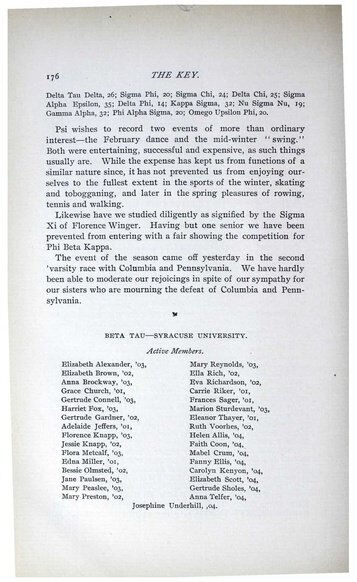 176 THE KEY.
Delta Tau Delta, 26; Sigma Phi, 20; Sigma Chi, 24; Delta Chi, 25; Sigma
Alpha Epsilon, 35; Delta Phi, 14; Kappa Sigma, 32; Nu Sigma Nu, 19;
Gamma Alpha, 32; Phi Alpha Sigma, 20; Omego Upsilon Phi, 20.
Psi wishes to record two events of more than ordinary
interest—the February dance and the mid-winter "swing."
Both were entertaining, successful and expensive, as such things
usually are. While the expense has kept us from functions of a
similar nature since, it has not prevented us from enjoying our-
selves to the fullest extent in the sports of the winter, skating
and tobogganing, and later in the spring pleasures of rowing,
tennis and walking.
Likewise have we studied diligently as signified by the Sigma
Xi of Florence Winger. Having but one senior we have been
prevented from entering with a fair showing the competition for
Phi Beta Kappa.
The event of the season came off yesterday in the second
'varsity race with Columbia and Pennsylvania. We have hardly
been able to moderate our rejoicings in spite of our sympathy for
our sisters who are mourning the defeat of Columbia and Penn-
sylvania.
BETA TAU—SYRACUSE UNIVERSITY.
Active Members.
Elizabeth Alexander, '03, Mary Reynolds, '03,
Elizabeth Brown, '02, Ella Rich, '02,
Anna Brockway, '03, Eva Richardson, '02,
Grace Church, '01, Carrie Riker, '01,
Gertrude Connell, '03, Frances Sager, '01,
Harriet Fox, '03, Marion Sturdevant, '03,
Gertrude Gardner, '02, Eleanor Thayer, '01,
Adelaide Jeffers, '01, Ruth Voorhes, '02,
Florence Knapp, '03, Helen Allis, '04,
Jessie Knapp, '02, Faith Coon, '04,
Flora Metcalf, '03, Mabel Crum, '04,
Edna Miller, '01, Fanny Ellis, '04,
Bessie Olmsted, '02, Carolyn Kenyon, '04,
Jane Paulsen, '03, Elizabeth Scott, '04,
Mary Peaslee, '03, Gertrude Sholes, '04,
Mary Preston, '02, Anna Telfer, '04,
Josephine Underhill, ,04.